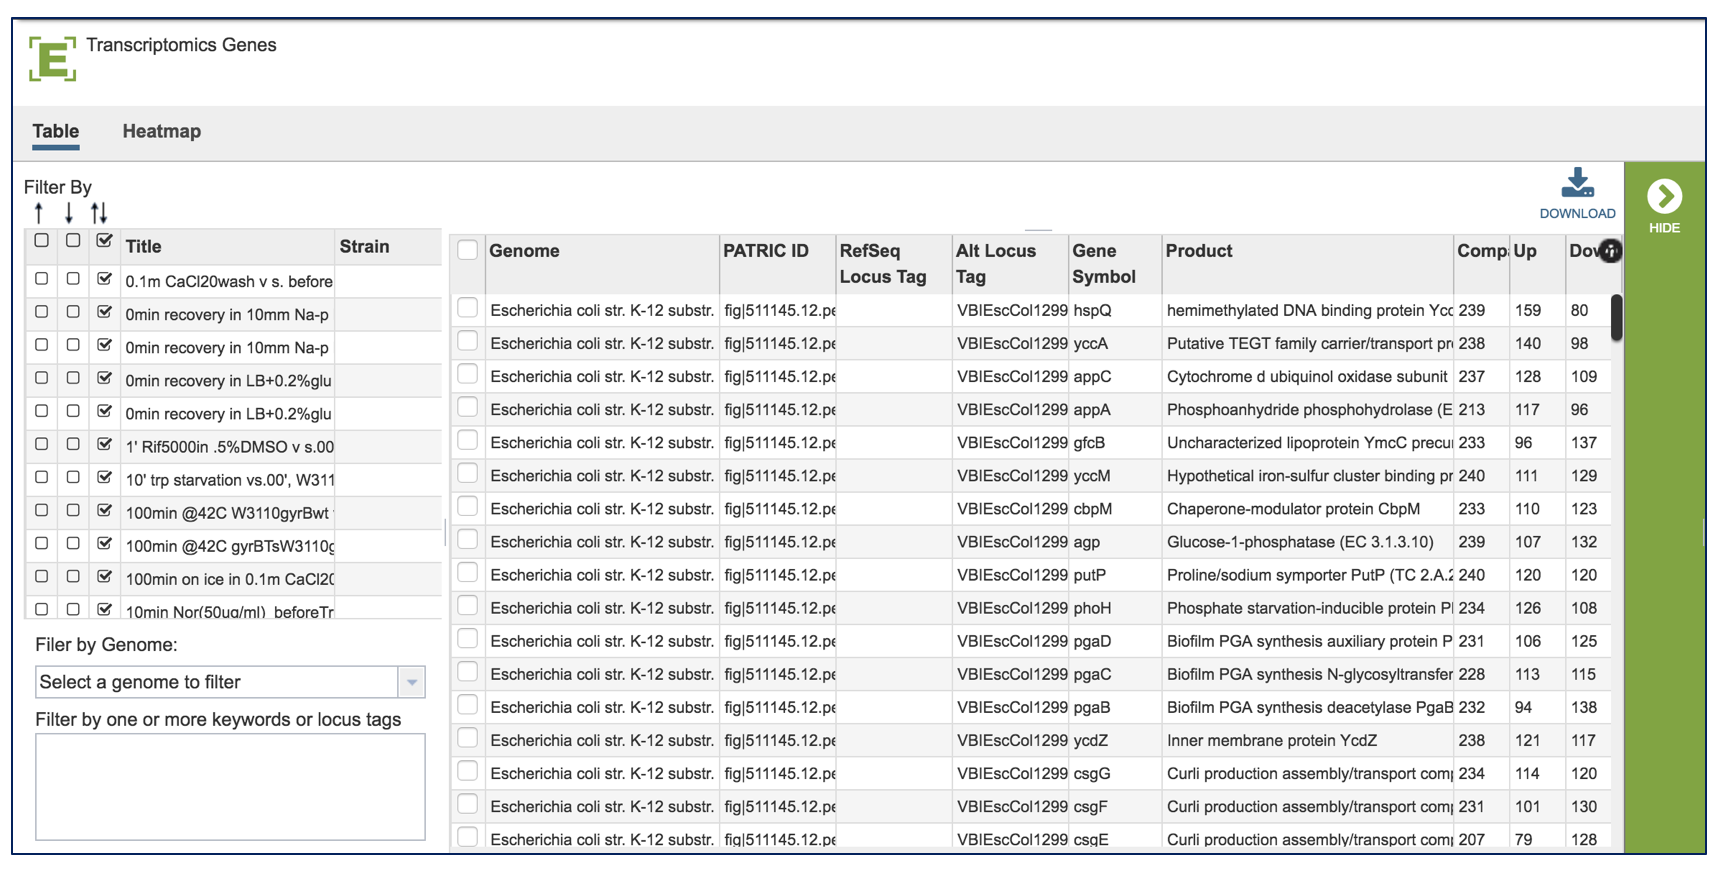 E Transcriptomics Genes
Table Heatmap
Filter By
DOWNLOAD
HIDE
Title Strain
0.1m CaCl20wash v s. before
0min recovery in 10mm Na-p
0min recovery in 10mm Na-p
0min recovery in LB+0.2%glu
0min recovery in LB+0.2%glu
1' Rif5000in .5%DMSO v s.00
10' trp starvation vs.00', W311
100min @42C W3110gyrBwt
100min @42C gyrBTsW3110g
100min on ice in 0.1m CaCl20
10min Nor(50ug/ml)_beforeTr
Filer by Genome:
Select a genome to filter
Filter by one or more keywords or locus tags
Genome PATRIC ID RefSeq Locus Tag Alt Locus Tag Gene Symbol Product Compa Up Down
Escherichia coli str. K-12 substr. fig|511145.12.pe VBIEscCol1299 hspQ hemimethylated DNA binding protein Ycc 239 159 80
Escherichia coli str. K-12 substr. fig|511145.12.pe VBIEscCol1299 yccA Putative TEGT family carrier/transport pr 238 140 98
Escherichia coli str. K-12 substr. fig|511145.12.pe VBIEscCol1299 appC Cytochrome d ubiquinol oxidase subunit 237 128 109
Escherichia coli str. K-12 substr. fig|511145.12.pe VBIEscCol1299 appA Phosphoanhydride phosphohydrolase (E 213 117 96
Escherichia coli str. K-12 substr. fig|511145.12.pe VBIEscCol1299 gfcB Uncharacterized lipoprotein YmcC precu 233 96 137
Escherichia coli str. K-12 substr. fig|511145.12.pe VBIEscCol1299 yccM Hypothetical iron-sulfur cluster binding pr 240 111 129
Escherichia coli str. K-12 substr. fig|511145.12.pe VBIEscCol1299 cbpM Chaperone-modulator protein CbpM 233 110 123
Escherichia coli str. K-12 substr. fig|511145.12.pe VBIEscCol1299 agp Glucose-1-phosphatase (EC 3.1.3.10) 239 107 132
Escherichia coli str. K-12 substr. fig|511145.12.pe VBIEscCol1299 putP Proline/sodium symporter PutP (TC 2.A.2 240 120 120
Escherichia coli str. K-12 substr. fig|511145.12.pe VBIEscCol1299 phoH Phosphate starvation-inducible protein P 234 126 108
Escherichia coli str. K-12 substr. fig|511145.12.pe VBIEscCol1299 pgaD Biofilm PGA synthesis auxiliary protein P 231 106 125
Escherichia coli str. K-12 substr. fig|511145.12.pe VBIEscCol1299 pgaC Biofilm PGA synthesis N-glycosyltransfer 228 113 115
Escherichia coli str. K-12 substr. fig|511145.12.pe VBIEscCol1299 pgaB Biofilm PGA synthesis deacetylase PgaB 232 94 138
Escherichia coli str. K-12 substr. fig|511145.12.pe VBIEscCol1299 ycdZ Inner membrane protein YcdZ 238 121 117
Escherichia coli str. K-12 substr. fig|511145.12.pe VBIEscCol1299 csgG Curli production assembly/transport com 234 114 120
Escherichia coli str. K-12 substr. fig|511145.12.pe VBIEscCol1299 csgF Curli production assembly/transport com 231 101 130
Escherichia coli str. K-12 substr. fig|511145.12.pe VBIEscCol1299 csgE Curli production assembly/transport com 207 79 128